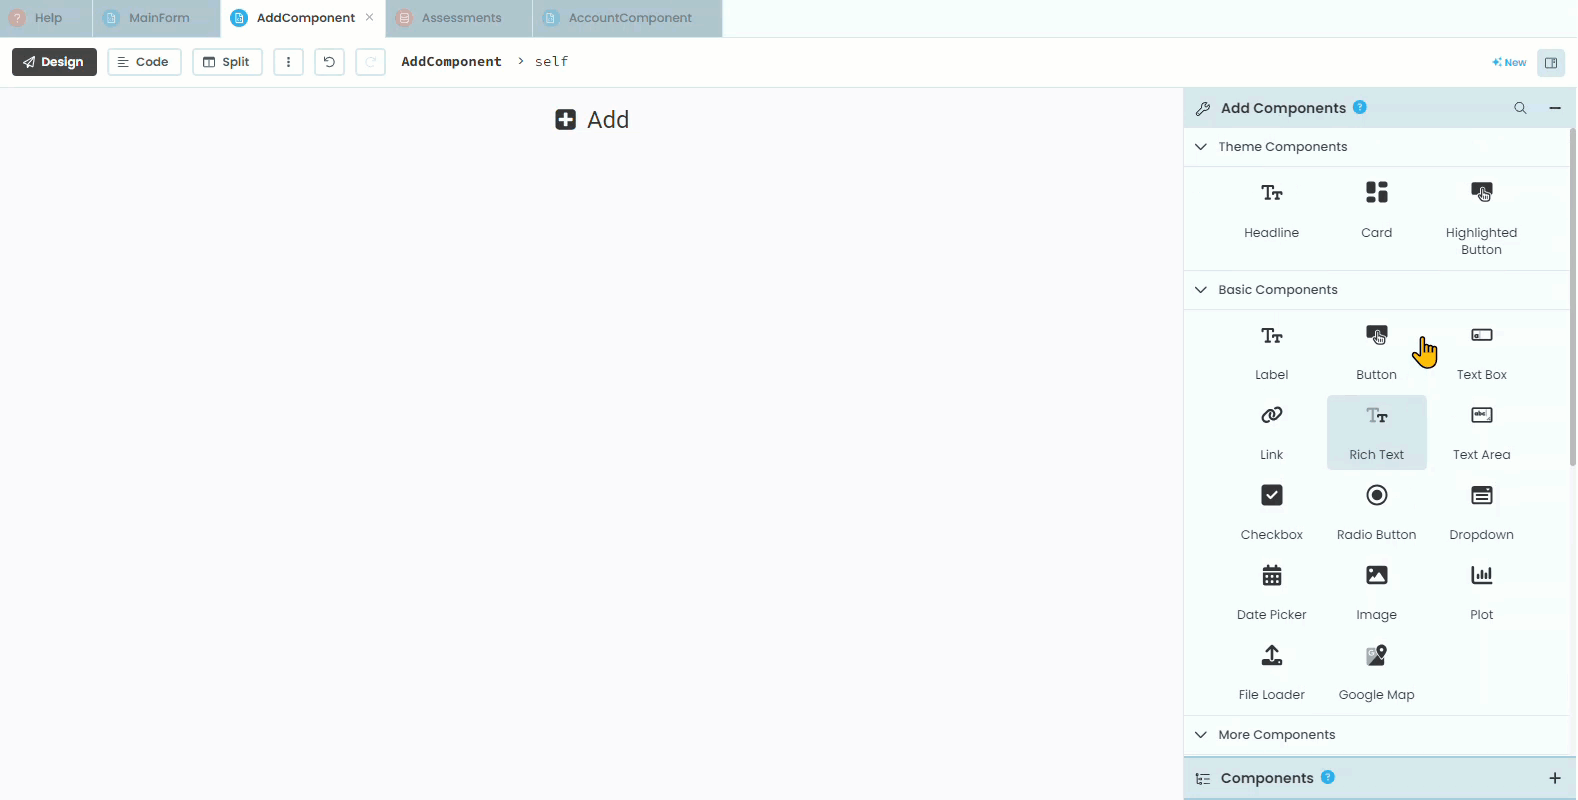 Help MainForm AddComponent × Assessments AccountComponent
Design Code Split AddComponent > self New
Add
Add Components ?
Theme Components
Headline Card Highlighted Button
Basic Components
Label Button Text Box
Link Rich Text Text Area
Checkbox Radio Button Dropdown
Date Picker Image Plot
File Loader Google Map
More Components
Components ? +